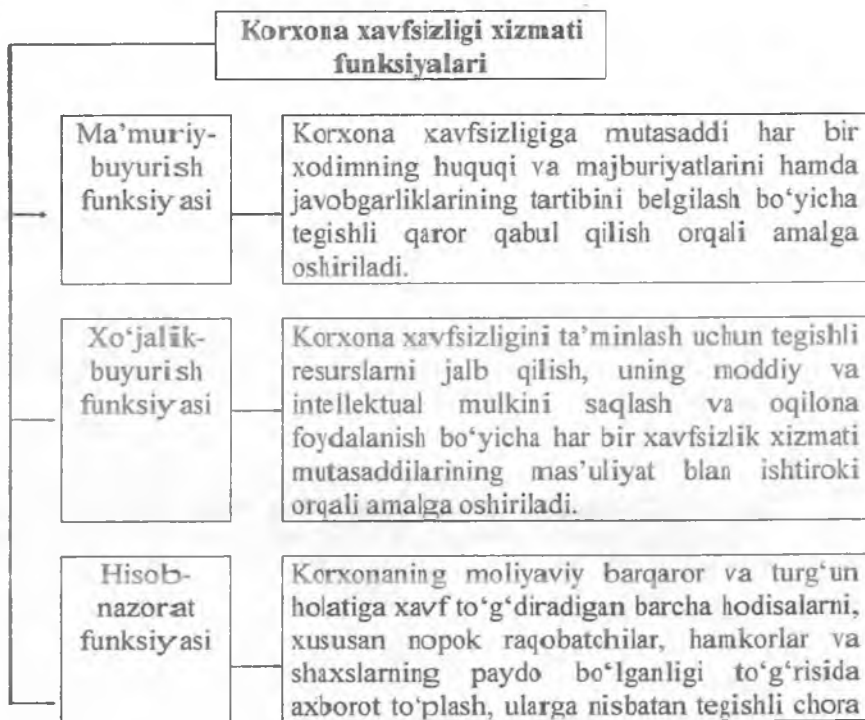 Korxona xavfsizligi xizmati
funksiyalari
Ma’muriy-
buyurish
funksiyasi
Korxona xavfsizligiga mutasaddi har bir
xodimning huquqi va majburiyatlarini hamda
javobgarliklarining tartibini belgilash bo‘yicha
tegishli qaror qabul qilish orqali amalga
oshiriladi.
Xo‘jalik-
buyurish
funksiyasi
Korxona xavfsizligini ta’minlash uchun tegishli
resurslarni jalb qilish, uning moddiy va
intellektual mulkini saqlash va oqilona
foydalanish bo‘yicha har bir xavfsizlik xizmati
mutasaddilarining mas’uliyat blan ishtiroki
orqali amalga oshiriladi.
Hisob-
nazorat
funksiyasi
Korxonaning moliyaviy barqaror va turg‘un
holatiga xavf to‘g‘diradigan barcha hodisalarni,
xususan nopok raqobatchilar, hamkorlar va
shaxslarning paydo bo‘lganligi to‘g‘risida
axborot to‘plash, ularga nisbatan tegishli chora